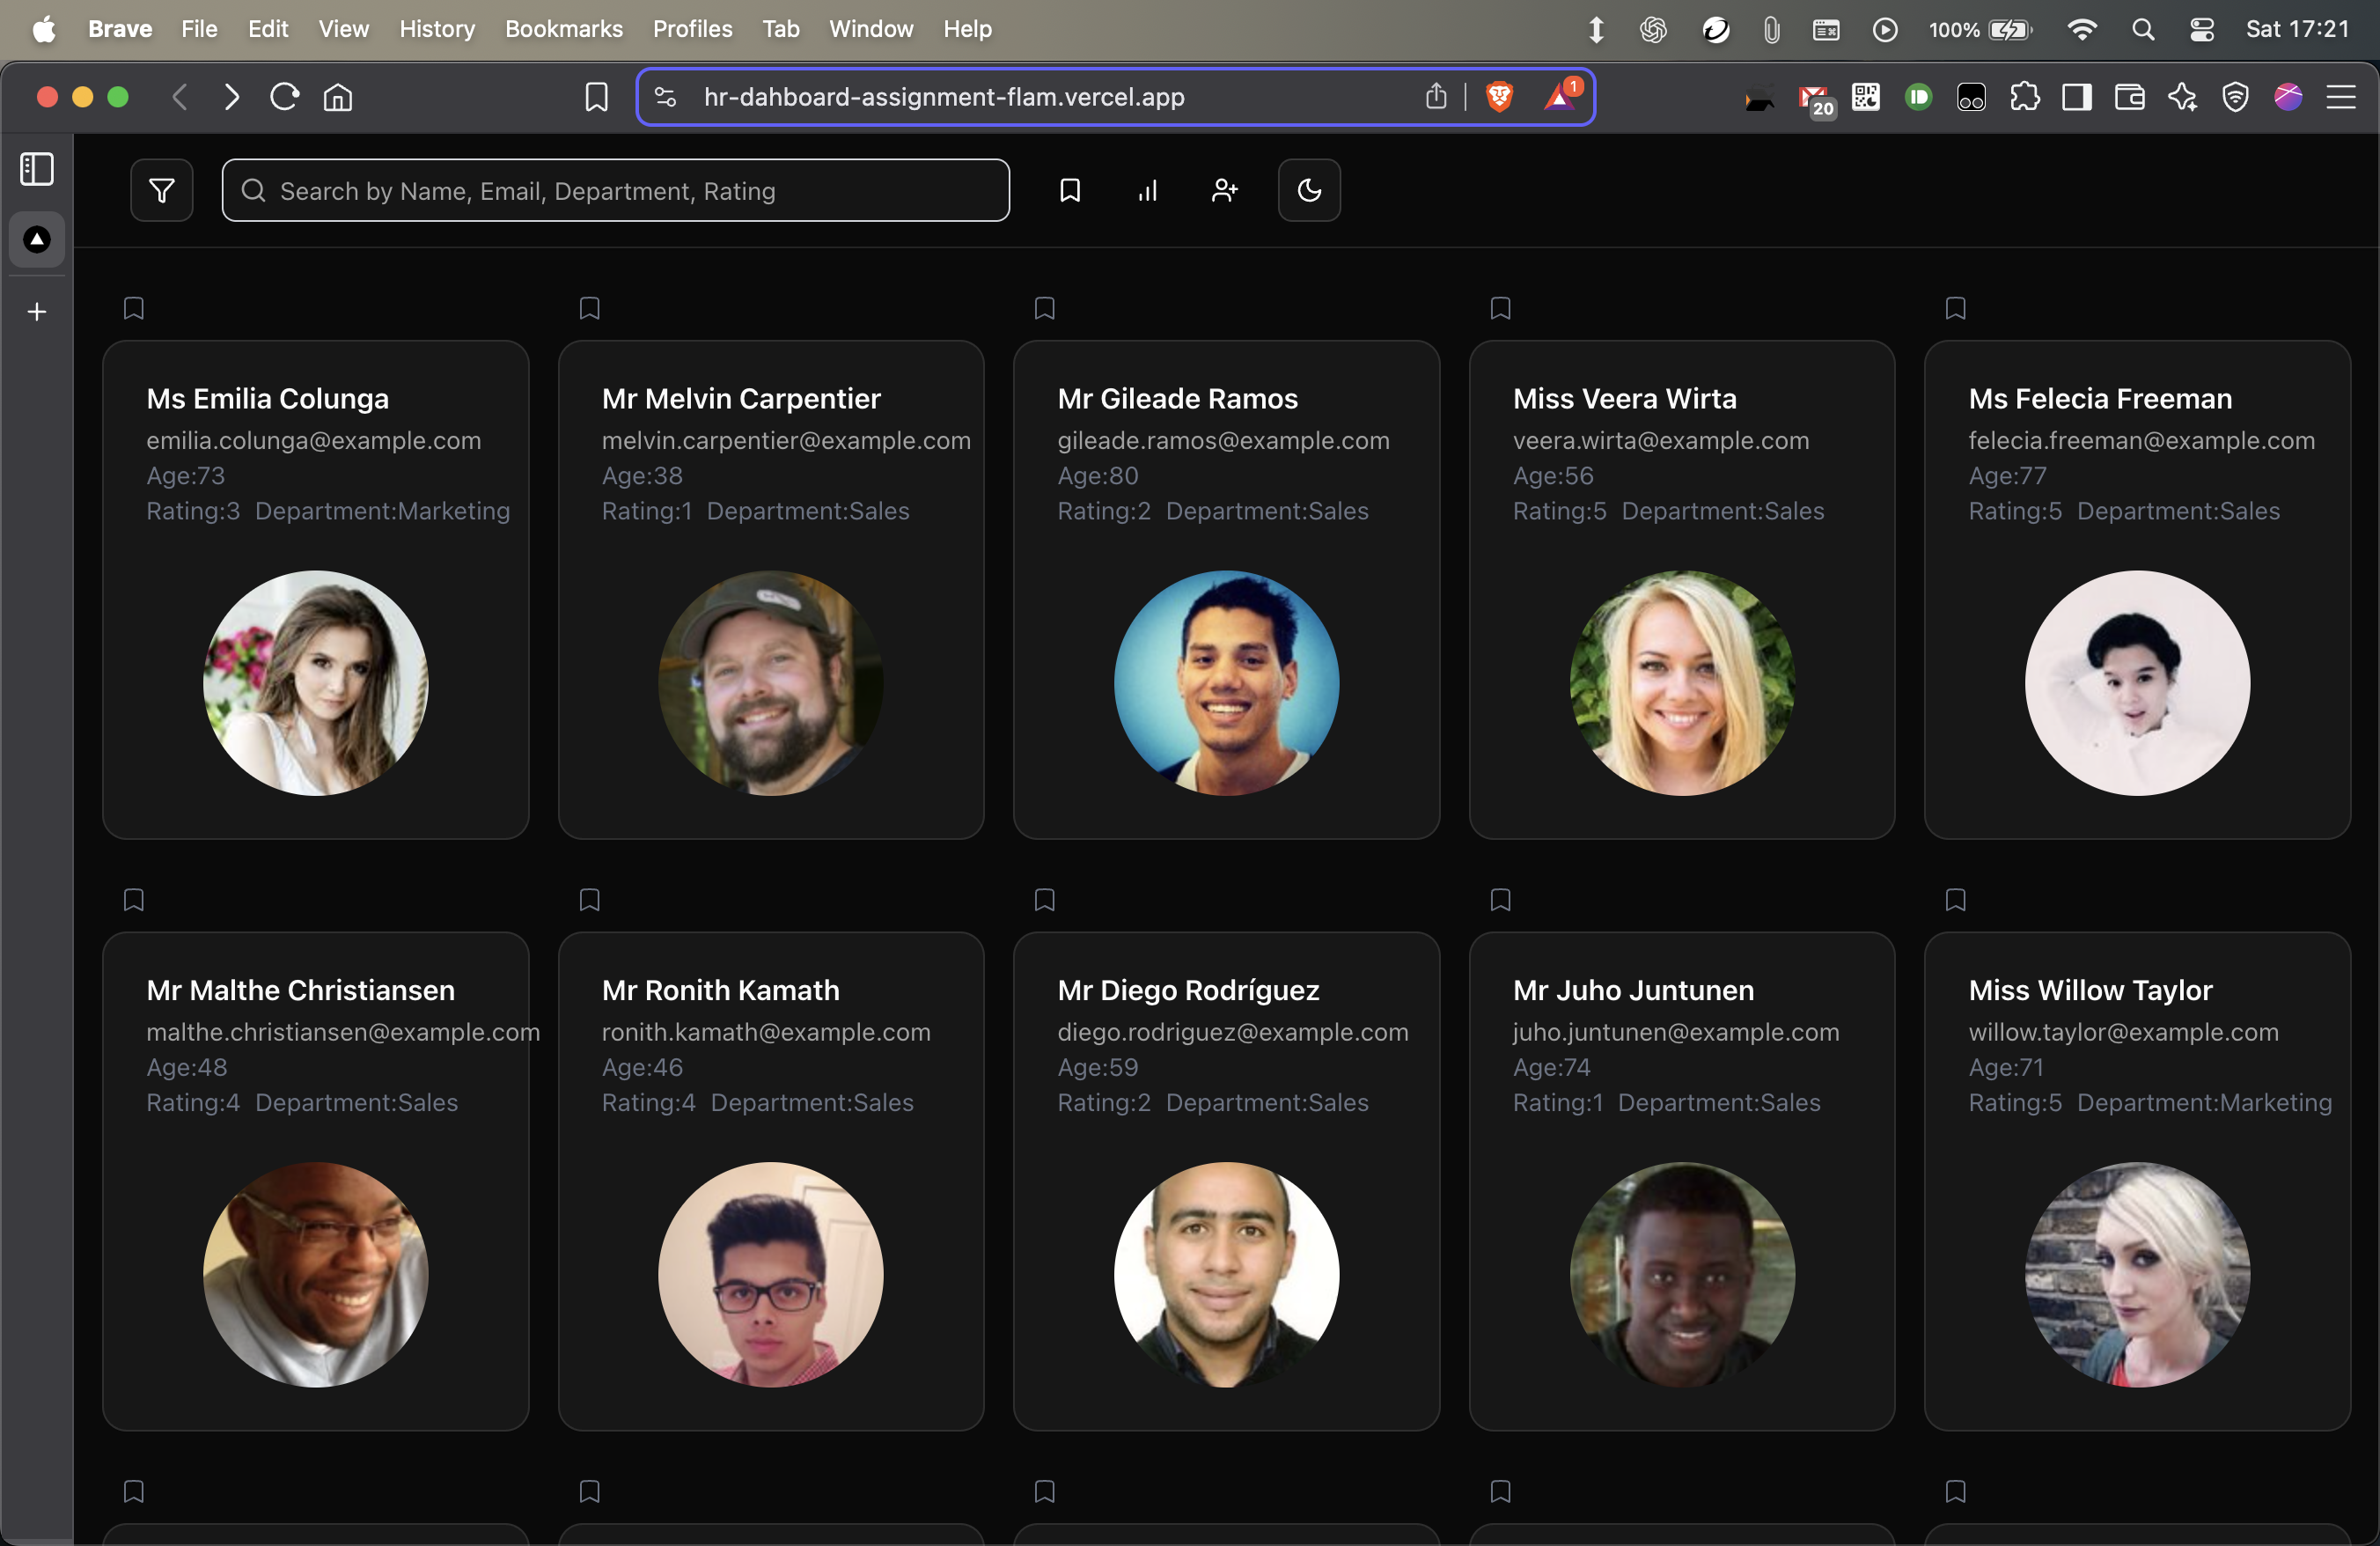 Brave File Edit View History Bookmarks Profiles Tab Window Help 100% Sat 17:21
hr-dahboard-assignment-flam.vercel.app 1 20
Search by Name, Email, Department, Rating
Ms Emilia Colunga
emilia.colunga@example.com
Age:73
Rating:3 Department:Marketing
Mr Melvin Carpentier
melvin.carpentier@example.com
Age:38
Rating:1 Department:Sales
Mr Gileade Ramos
gileade.ramos@example.com
Age:80
Rating:2 Department:Sales
Miss Veera Wirta
veera.wirta@example.com
Age:56
Rating:5 Department:Sales
Ms Felecia Freeman
felecia.freeman@example.com
Age:77
Rating:5 Department:Sales
Mr Malthe Christiansen
malthe.christiansen@example.com
Age:48
Rating:4 Department:Sales
Mr Ronith Kamath
ronith.kamath@example.com
Age:46
Rating:4 Department:Sales
Mr Diego Rodríguez
diego.rodriguez@example.com
Age:59
Rating:2 Department:Sales
Mr Juho Juntunen
juho.juntunen@example.com
Age:74
Rating:1 Department:Sales
Miss Willow Taylor
willow.taylor@example.com
Age:71
Rating:5 Department:Marketing